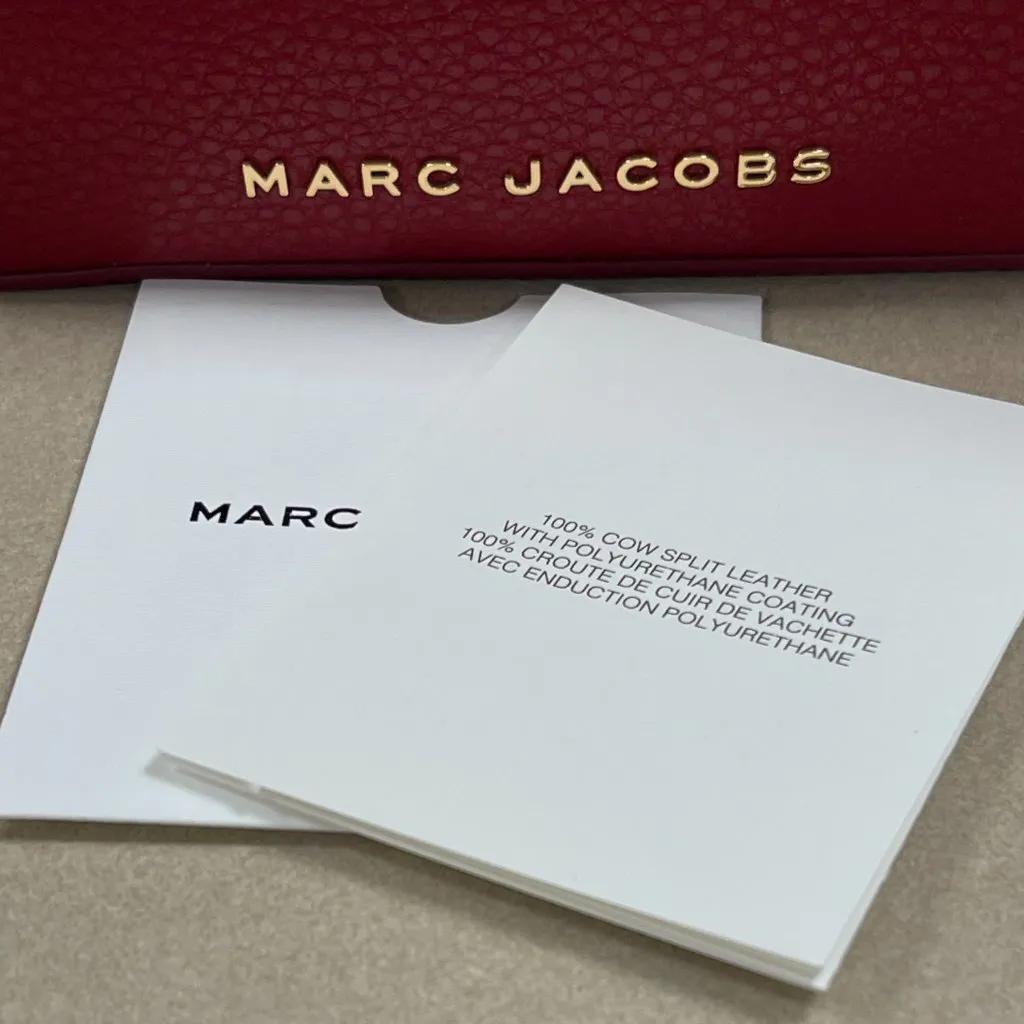 MARC JACOBS
MARC
100% COW SPLIT LEATHER
WITH POLYURETHANE COATING
100% CROUTE DE CUIR DE VACHETTE
AVEC ENDUCTION POLYURETHANE